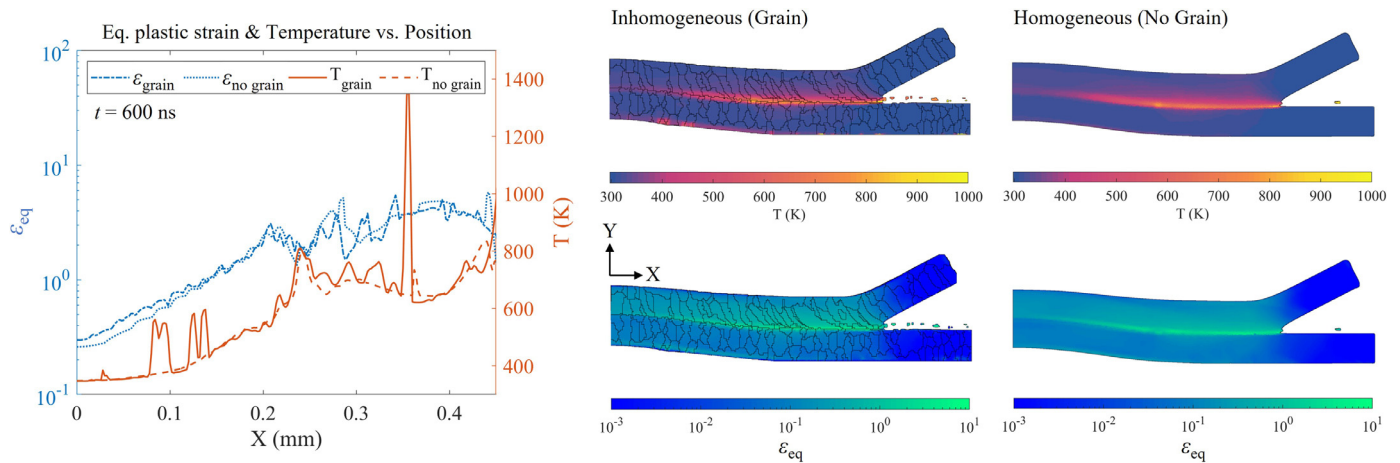 Eq. plastic strain & Temperature vs. Position
ε_grain ε_no grain T_grain T_no grain
t = 600 ns
10^2
10^1
10^0
10^-1
ε_eq
1400
1200
1000
800
600
400
T (K)
0 0.1 0.2 0.3 0.4
X (mm)
Inhomogeneous (Grain)
300 400 500 600 700 800 900 1000
T (K)
Homogeneous (No Grain)
300 400 500 600 700 800 900 1000
T (K)
Y
X
10^-3 10^-2 10^-1 10^0 10^1
ε_eq
10^-3 10^-2 10^-1 10^0 10^1
ε_eq